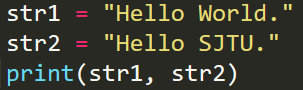 str1 = "Hello World."
str2 = "Hello SJTU."
print(str1, str2)